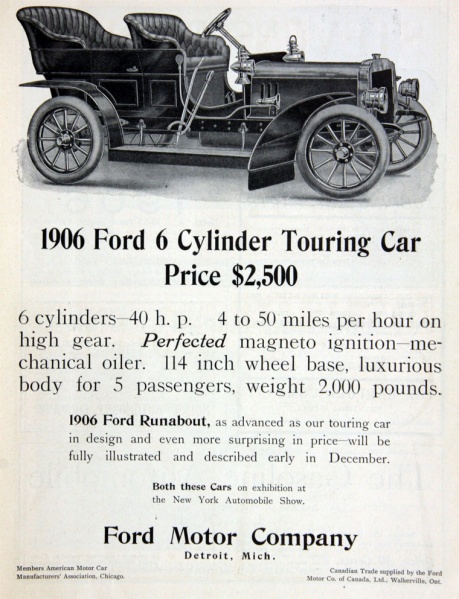 1906 Ford 6 Cylinder Touring Car
Price $2,500
6 cylinders—40 h. p. 4 to 50 miles per hour on
high gear. Perfected magneto ignition—me-
chanical oiler. 114 inch wheel base, luxurious
body for 5 passengers, weight 2,000 pounds.
1906 Ford Runabout, as advanced as our touring car
in design and even more surprising in price—will be
fully illustrated and described early in December.
Both these Cars on exhibition at
the New York Automobile Show.
Ford Motor Company
Detroit, Mich.
Members American Motor Car
Manufacturers' Association, Chicago.
Canadian Trade supplied by the Ford
Motor Co. of Canada, Ltd., Walkerville, Ont.